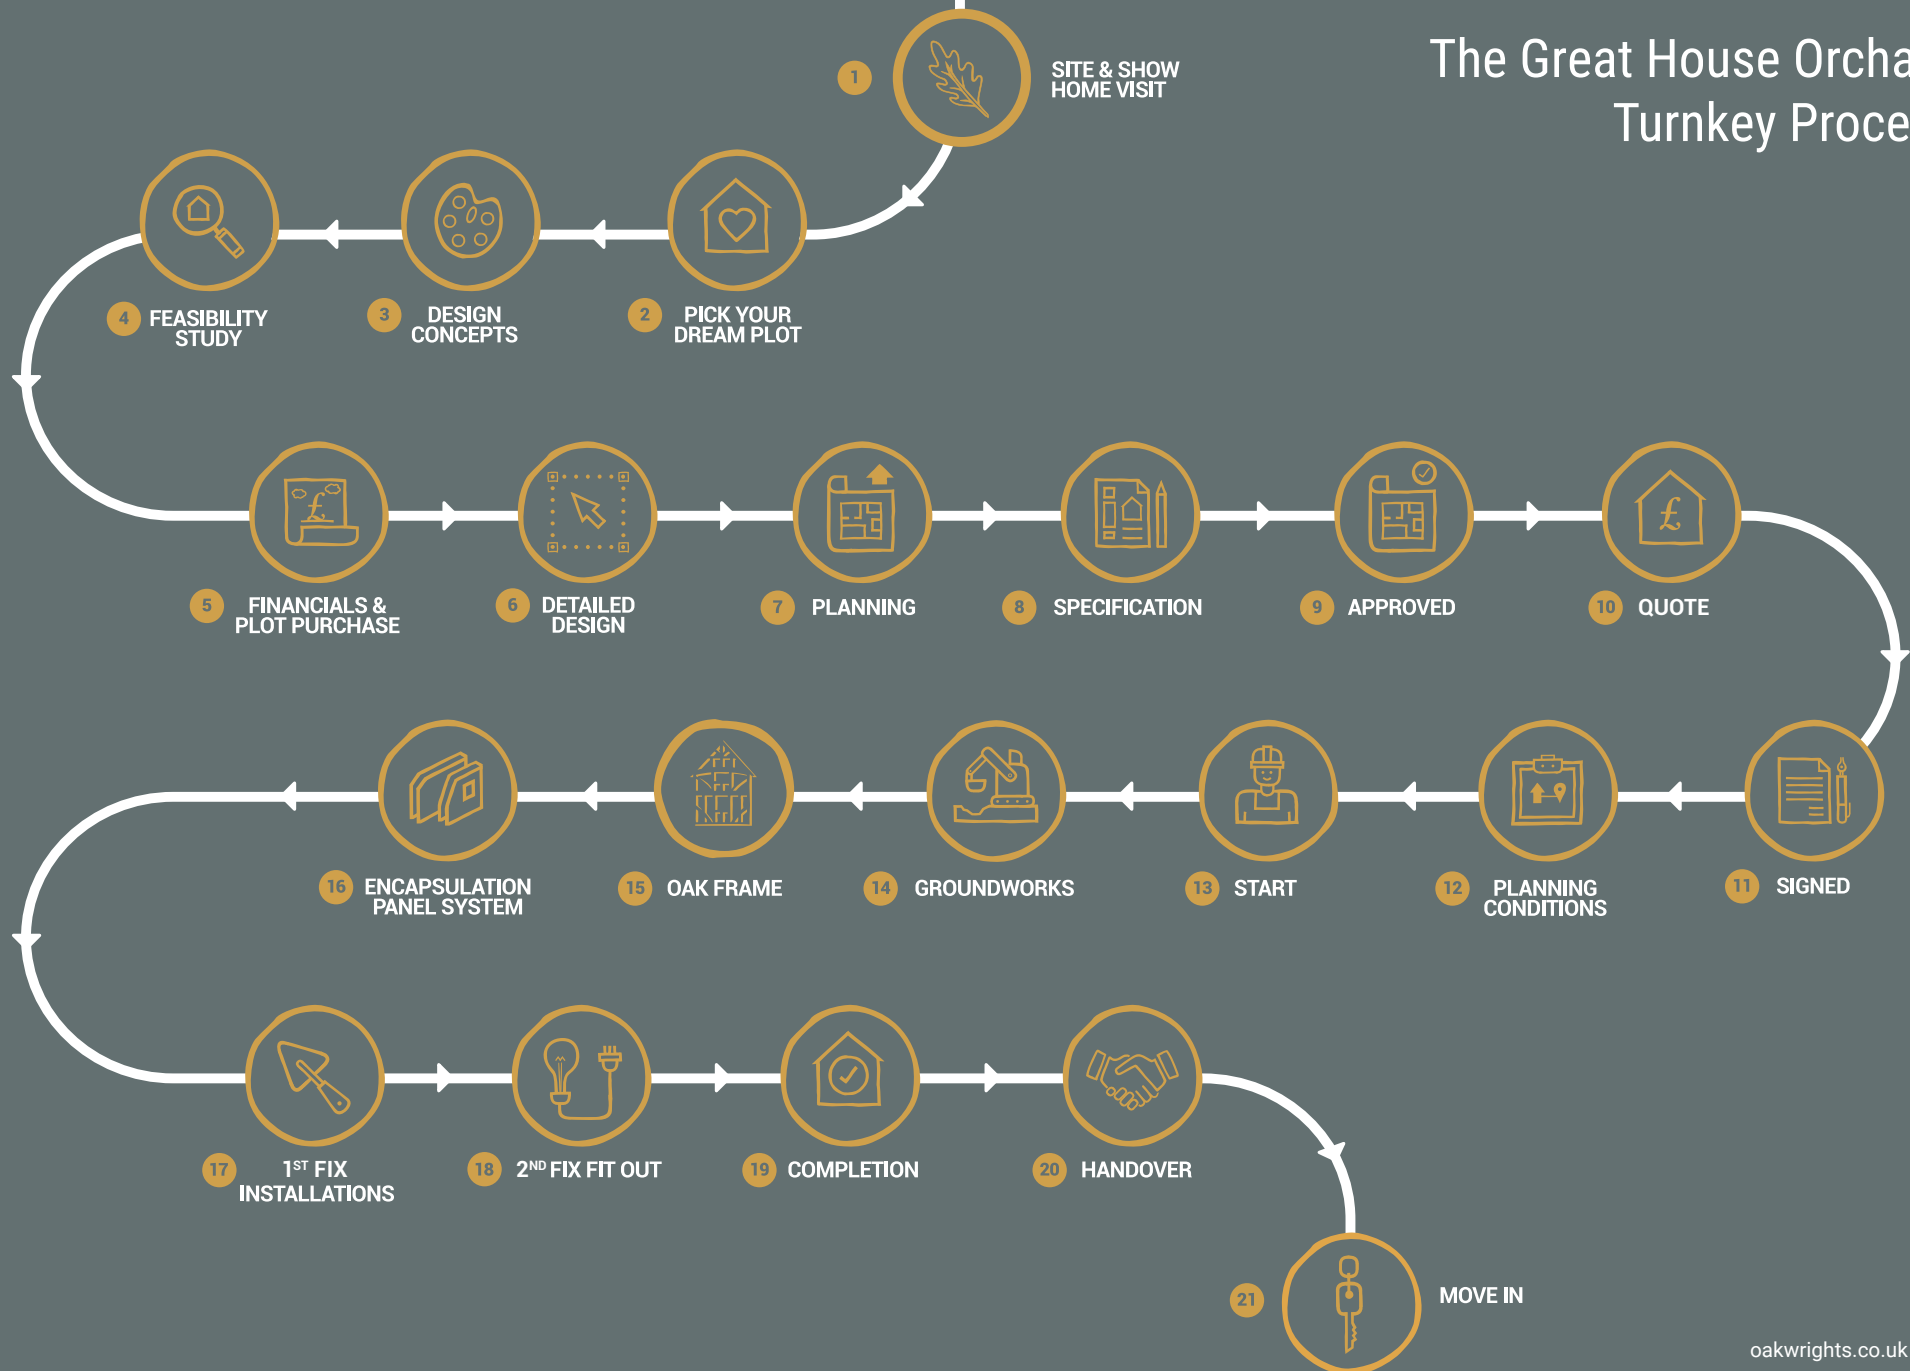 The Great House Orcha
Turnkey Proce
1
SITE & SHOW
HOME VISIT
2
PICK YOUR
DREAM PLOT
3
DESIGN
CONCEPTS
4
FEASIBILITY
STUDY
£
5
FINANCIALS &
PLOT PURCHASE
6
DETAILED
DESIGN
7
PLANNING
8
SPECIFICATION
9
APPROVED
£
10
QUOTE
11
SIGNED
12
PLANNING
CONDITIONS
13
START
14
GROUNDWORKS
15
OAK FRAME
16
ENCAPSULATION
PANEL SYSTEM
17
1ST FIX
INSTALLATIONS
18
2ND FIX FIT OUT
19
COMPLETION
20
HANDOVER
21
MOVE IN
oakwrights.co.uk